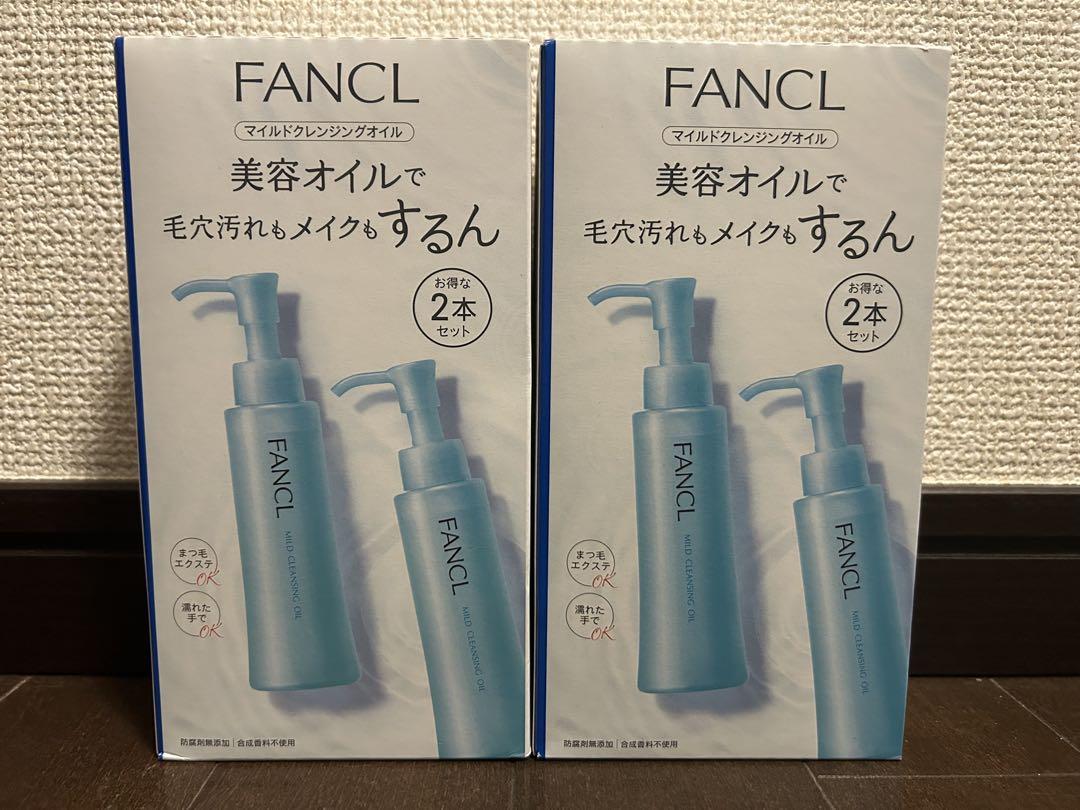 FANCL
マイルドクレンジングオイル
美容オイルで
毛穴汚れもメイクもするん
お得な
2本
セット
FANCL
MILD CLEANSING OIL
FANCL
MILD CLEANSING OIL
まつ毛
エクステ
OK
濡れた
手で
OK
防腐剤無添加|合成香料不使用
FANCL
マイルドクレンジングオイル
美容オイルで
毛穴汚れもメイクもするん
お得な
2本
セット
FANCL
MILD CLEANSING OIL
FANCL
MILD CLEANSING OIL
まつ毛
エクステ
OK
濡れた
手で
OK
防腐剤無添加|合成香料不使用